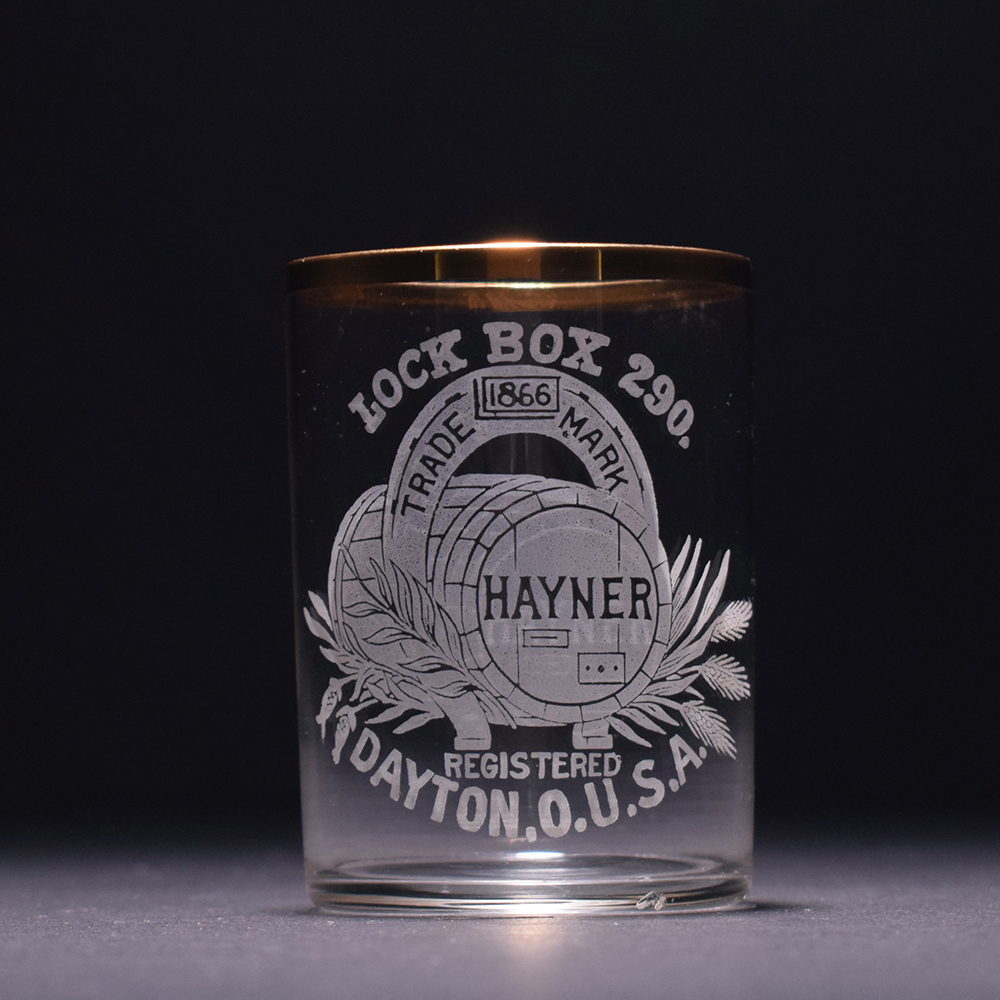 LOCK BOX 290.
1866
TRADE MARK
HAYNER
REGISTERED
DAYTON, O.U.S.A.